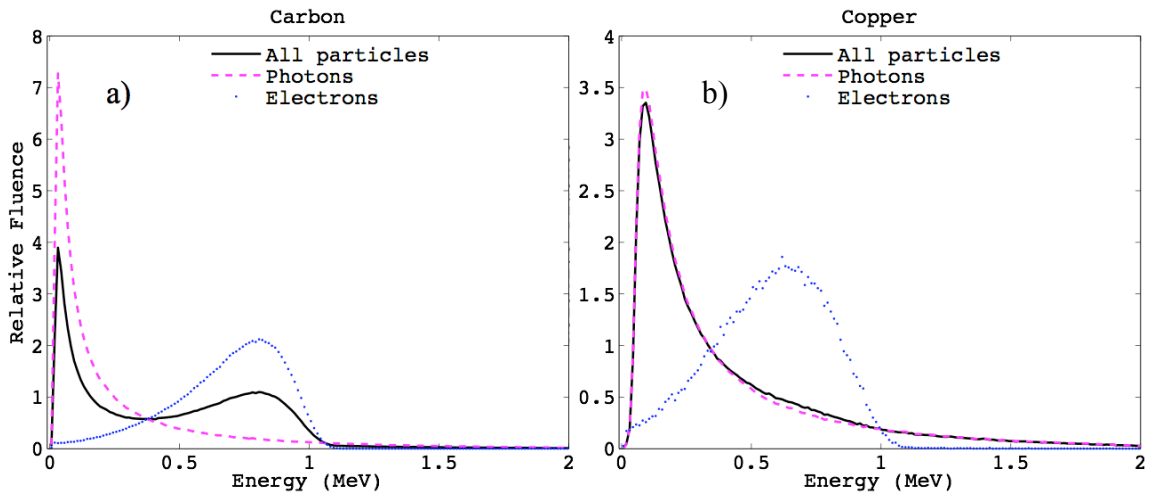 Carbon
8
7
6
5
4
3
2
1
0
Relative Fluence
All particles
Photons
Electrons
a)
0 0.5 1 1.5 2
Energy (MeV)
Copper
4
3.5
3
2.5
2
1.5
1
0.5
0
All particles
Photons
Electrons
b)
0 0.5 1 1.5 2
Energy (MeV)